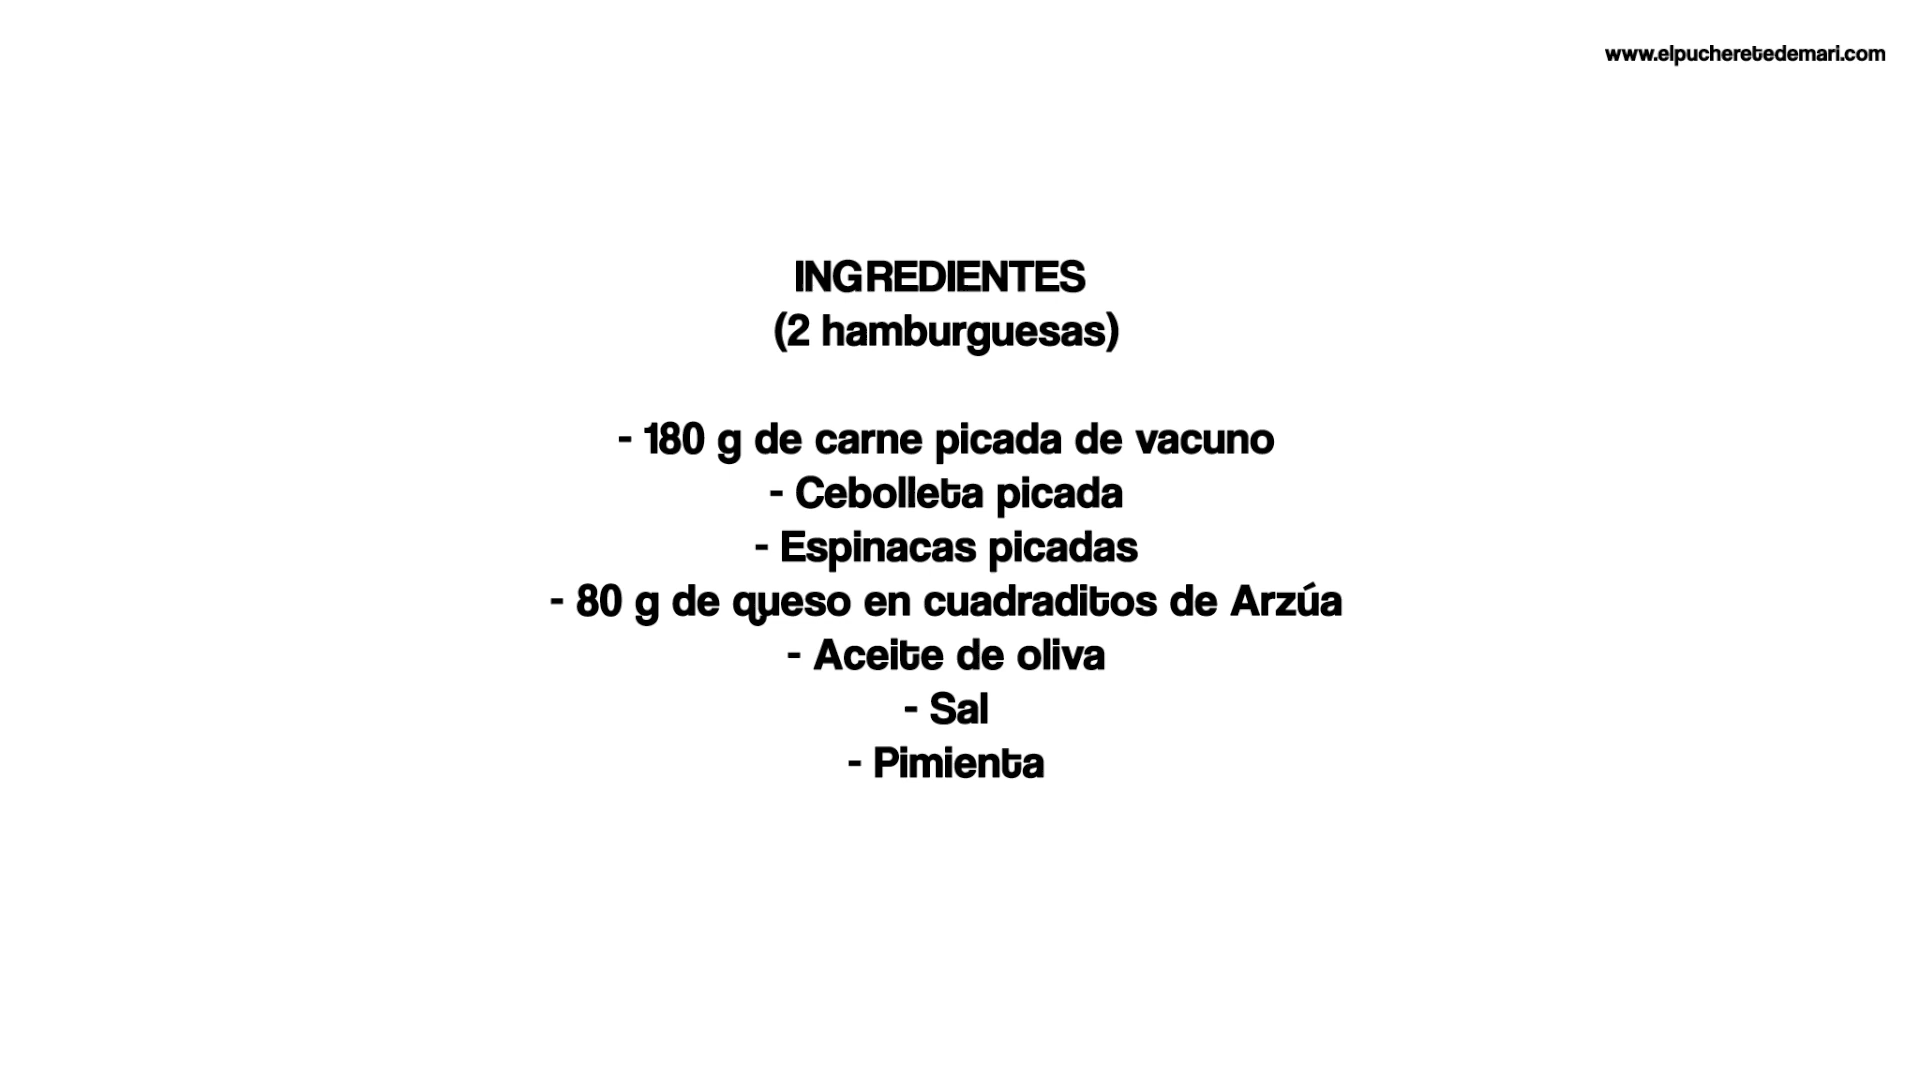 www.elpucheretedemari.com
INGREDIENTES
(2 hamburguesas)
- 180 g de carne picada de vacuno
- Cebolleta picada
- Espinacas picadas
- 80 g de queso en cuadraditos de Arzúa
- Aceite de oliva
- Sal
- Pimienta